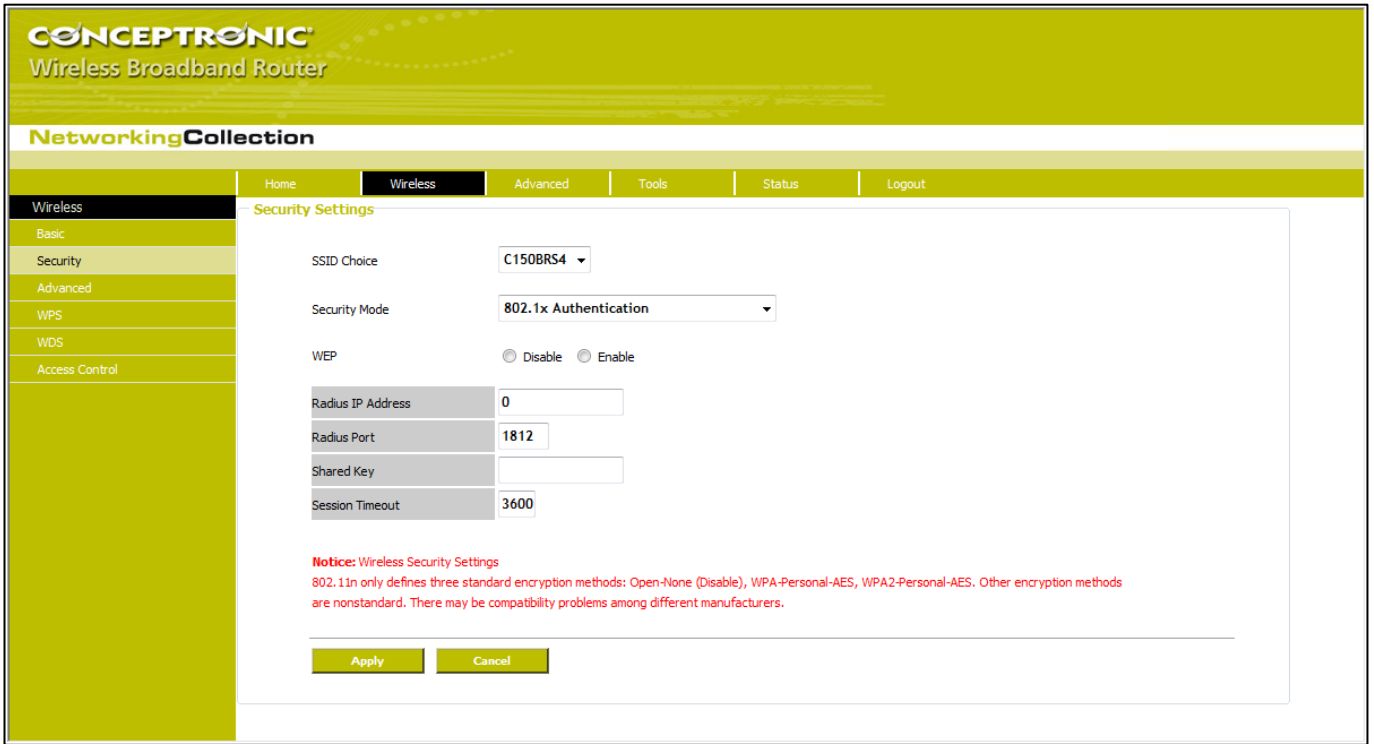 CONCEPTRONIC®
Wireless Broadband Router
NetworkingCollection
Home Wireless Advanced Tools Status Logout
Wireless
Basic
Security
Advanced
WPS
WDS
Access Control
Security Settings
SSID Choice C150BRS4
Security Mode 802.1x Authentication
WEP Disable Enable
Radius IP Address 0
Radius Port 1812
Shared Key
Session Timeout 3600
Notice: Wireless Security Settings
802.11n only defines three standard encryption methods: Open-None (Disable), WPA-Personal-AES, WPA2-Personal-AES. Other encryption methods
are nonstandard. There may be compatibility problems among different manufacturers.
Apply Cancel